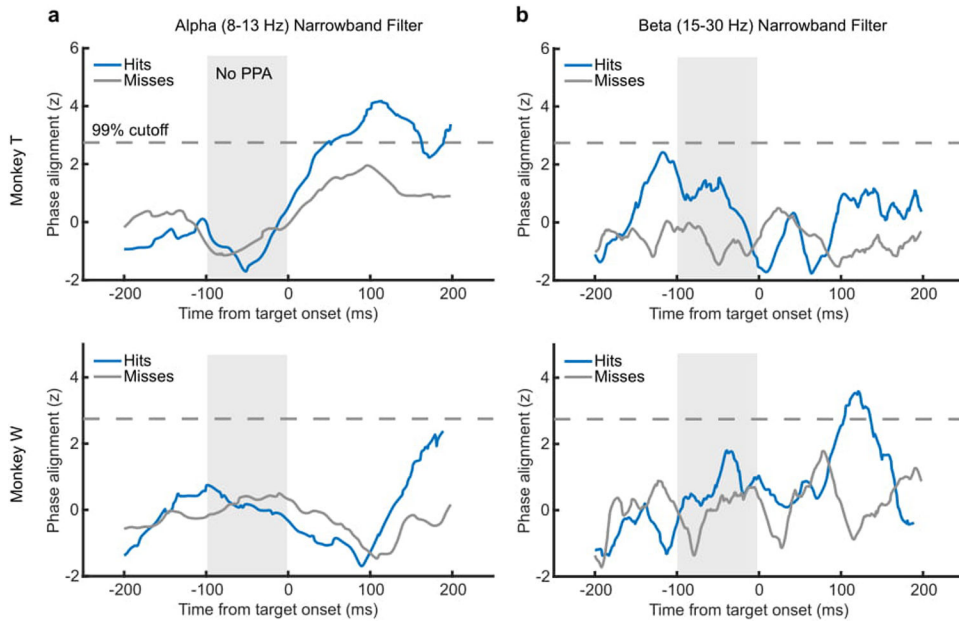 a
Alpha (8-13 Hz) Narrowband Filter
Monkey T
Phase alignment (z)
6
4
2
0
-2
Hits
Misses
No PPA
99% cutoff
-200 -100 0 100 200
Time from target onset (ms)
b
Beta (15-30 Hz) Narrowband Filter
Phase alignment (z)
6
4
2
0
-2
Hits
Misses
-200 -100 0 100 200
Time from target onset (ms)
Monkey W
Phase alignment (z)
4
2
0
-2
Hits
Misses
-200 -100 0 100 200
Time from target onset (ms)
Phase alignment (z)
4
2
0
-2
Hits
Misses
-200 -100 0 100 200
Time from target onset (ms)